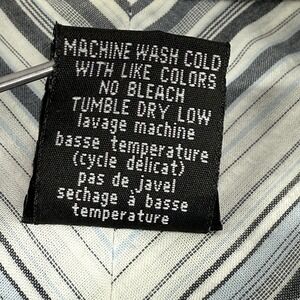 MACHINE WASH COLD
WITH LIKE COLORS
NO BLEACH
TUMBLE DRY LOW
lavage machine
basse temperature
(cycle delicat)
pas de javel
sechage à basse
temperature